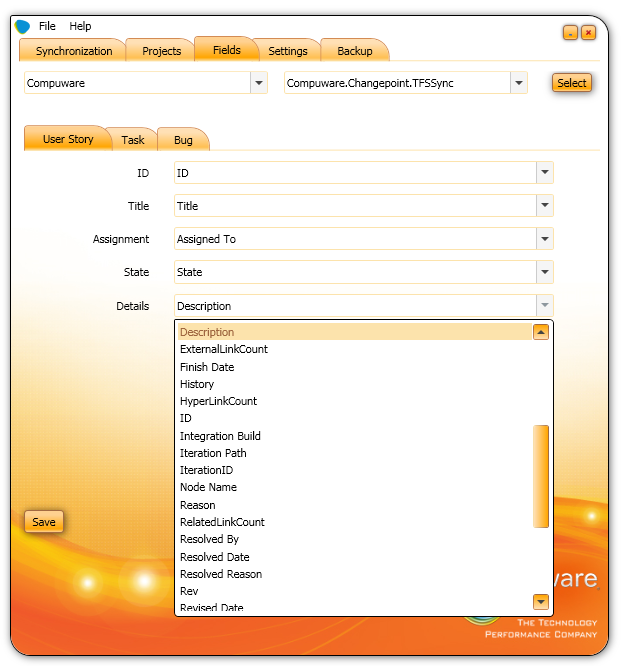 File Help
Synchronization Projects Fields Settings Backup
Compuware Compuware.Changepoint.TFSSync Select
User Story Task Bug
ID ID
Title Title
Assignment Assigned To
State State
Details Description
Description
ExternalLinkCount
Finish Date
History
HyperLinkCount
ID
Integration Build
Iteration Path
IterationID
Node Name
Reason
RelatedLinkCount
Resolved By
Resolved Date
Resolved Reason
Rev
Revised Date
Save
ware
THE TECHNOLOGY
PERFORMANCE COMPANY